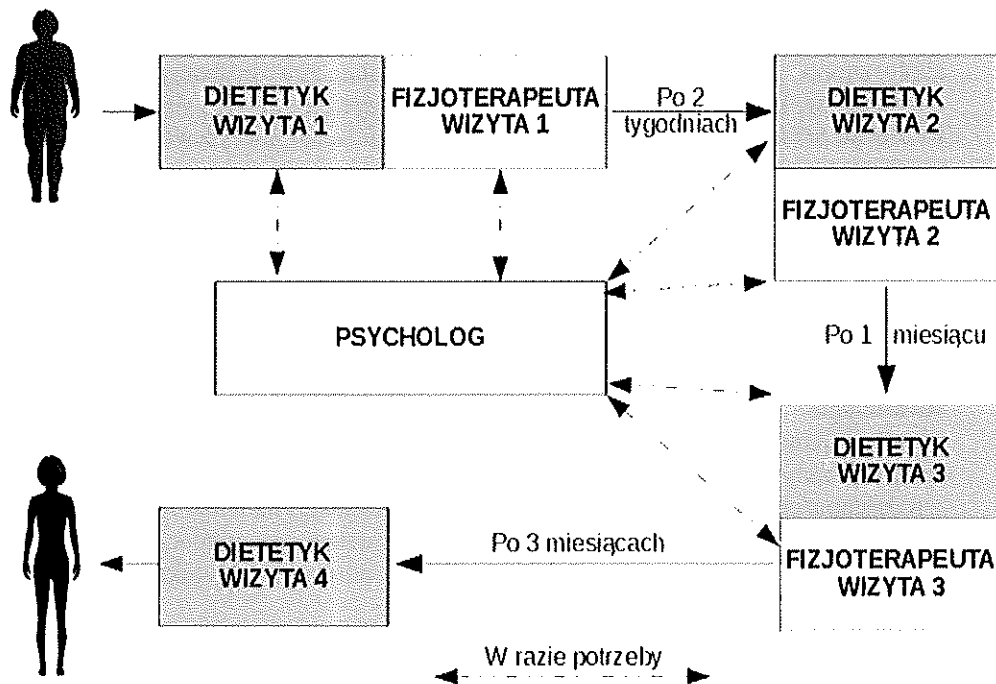 DIETETYK
WIZYTA 1
FIZJOTERAPEUTA
WIZYTA 1
Po 2
tygodniach
DIETETYK
WIZYTA 2
FIZJOTERAPEUTA
WIZYTA 2
PSYCHOLOG
Po 1 miesiącu
DIETETYK
WIZYTA 3
FIZJOTERAPEUTA
WIZYTA 3
Po 3 miesiącach
DIETETYK
WIZYTA 4
W razie potrzeby